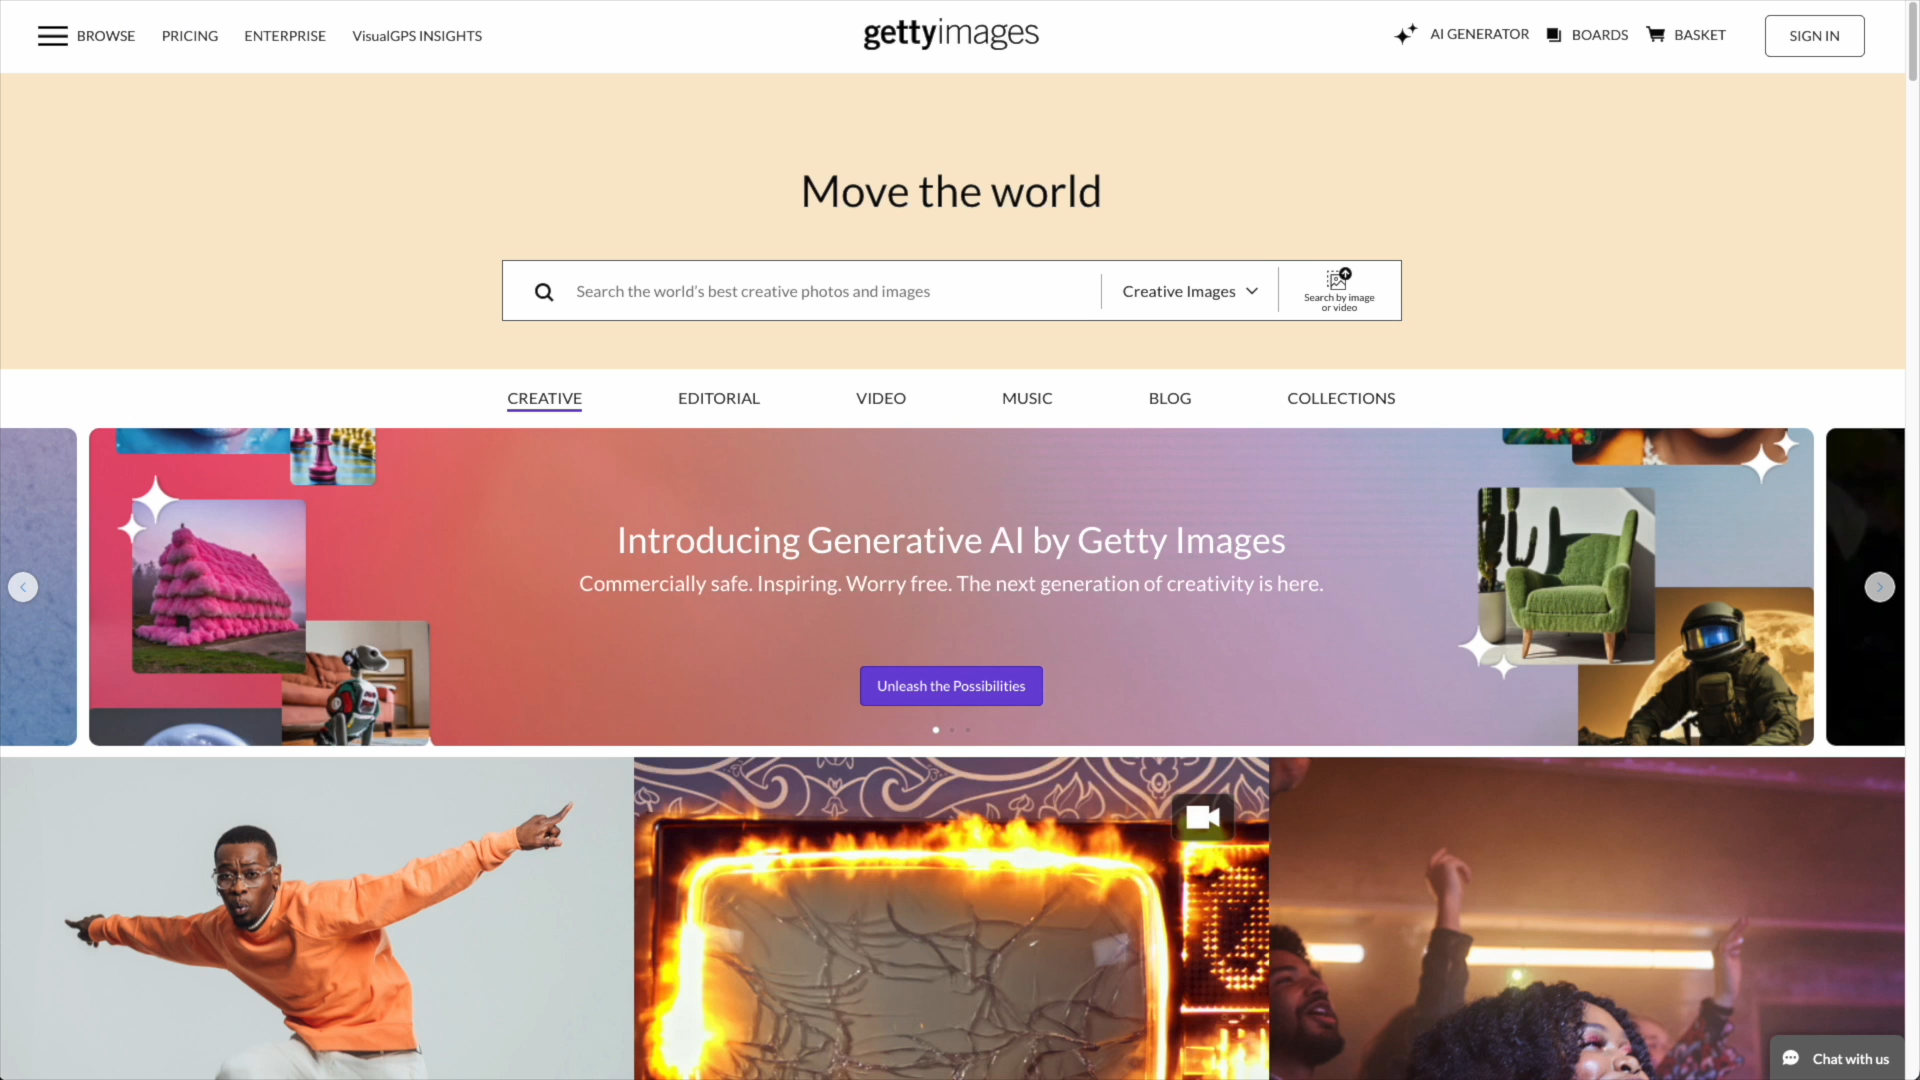 BROWSE PRICING ENTERPRISE VisualGPS INSIGHTS
gettyimages
AI GENERATOR BOARDS BASKET SIGN IN
Move the world
Search the world's best creative photos and images
Creative Images
Search by image
or video
CREATIVE EDITORIAL VIDEO MUSIC BLOG COLLECTIONS
Introducing Generative AI by Getty Images
Commercially safe. Inspiring. Worry free. The next generation of creativity is here.
Unleash the Possibilities
Chat with us